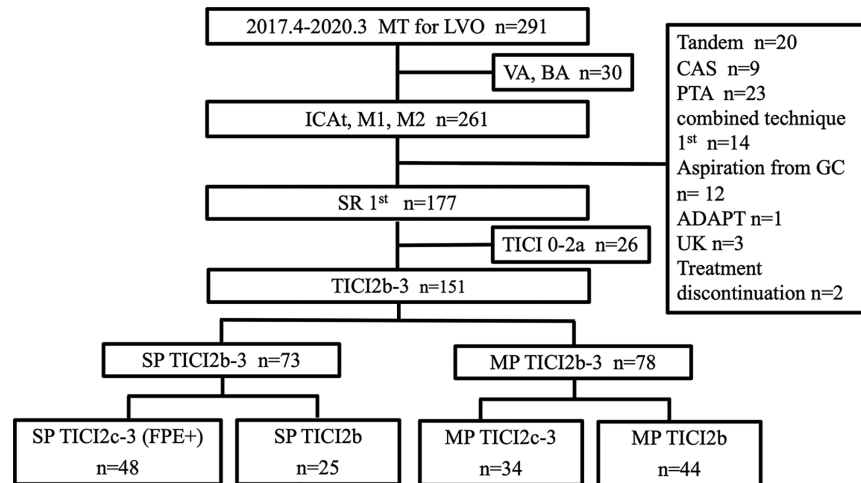 2017.4-2020.3 MT for LVO n=291
VA, BA n=30
ICAt, M1, M2 n=261
Tandem n=20
CAS n=9
PTA n=23
combined technique
1st n=14
Aspiration from GC
n= 12
ADAPT n=1
UK n=3
Treatment
discontinuation n=2
SR 1st n=177
TICI 0-2a n=26
TICI2b-3 n=151
SP TICI2b-3 n=73
MP TICI2b-3 n=78
SP TICI2c-3 (FPE+)
n=48
SP TICI2b
n=25
MP TICI2c-3
n=34
MP TICI2b
n=44